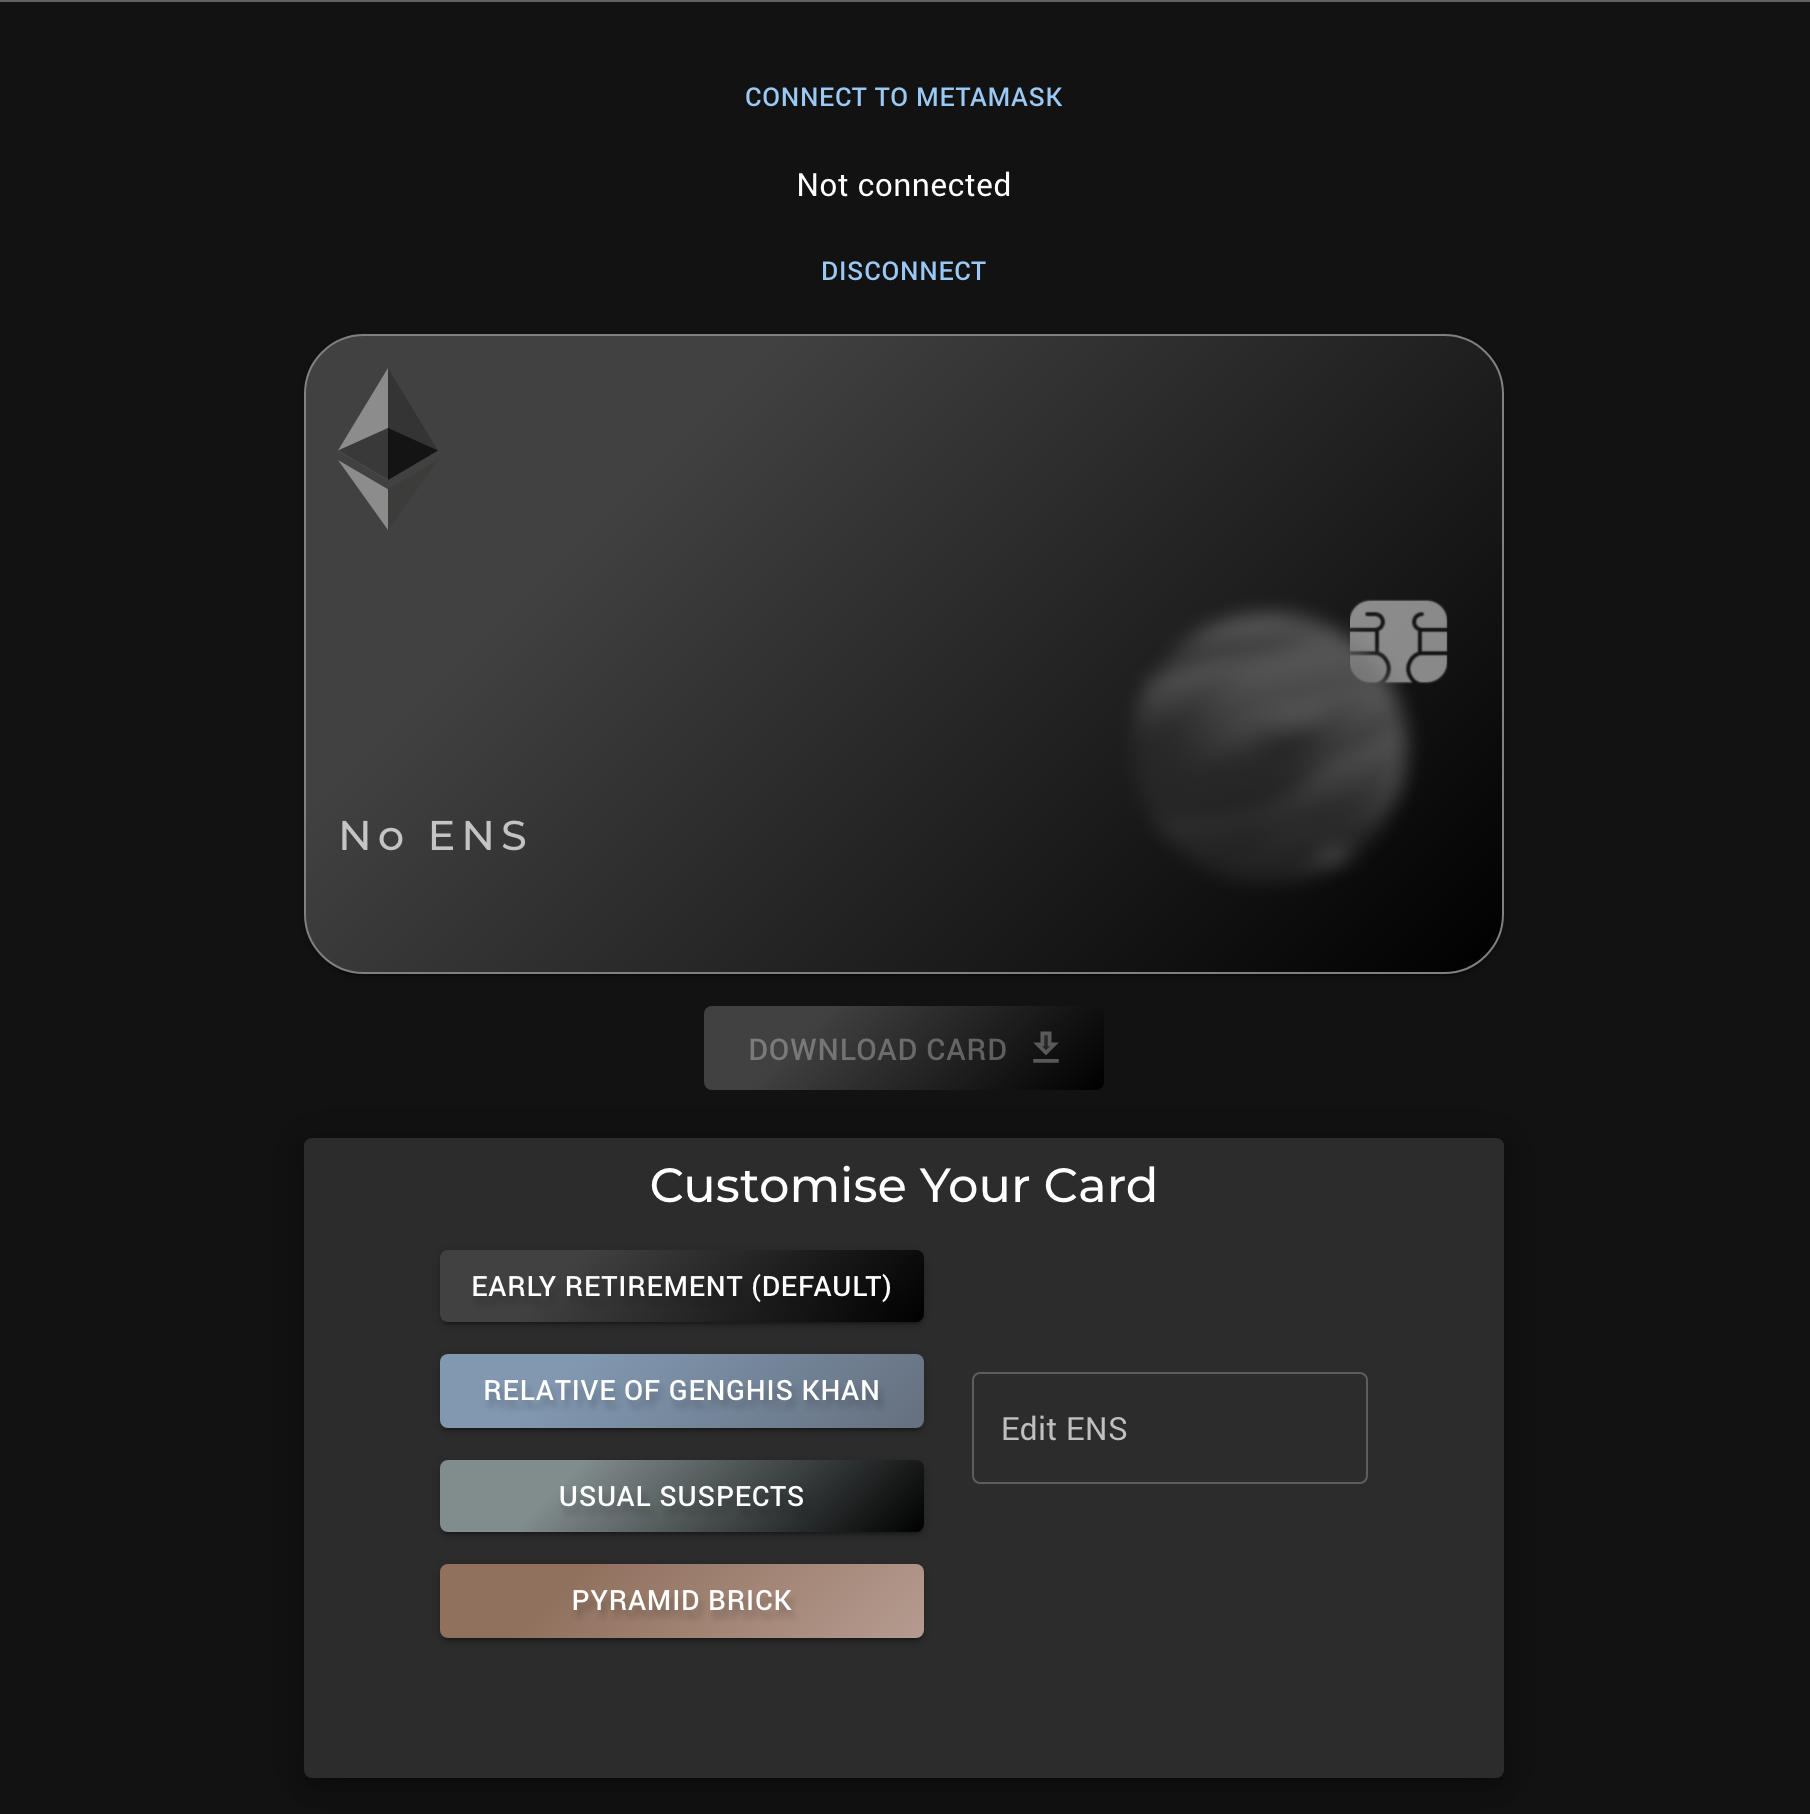 CONNECT TO METAMASK
Not connected
DISCONNECT
No ENS
DOWNLOAD CARD
Customise Your Card
EARLY RETIREMENT (DEFAULT)
RELATIVE OF GENGHIS KHAN
Edit ENS
USUAL SUSPECTS
PYRAMID BRICK